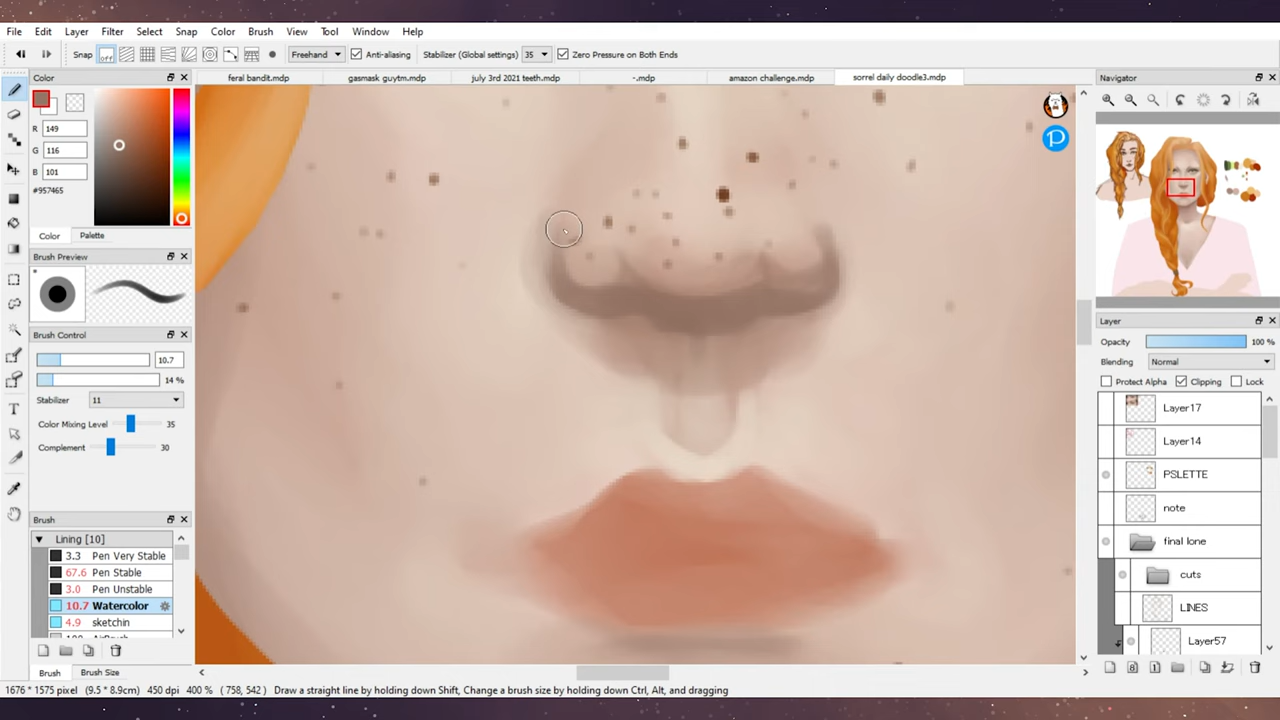 File Edit Layer Filter Select Snap Color Brush View Tool Window Help
Snap off Freehand Anti-aliasing Stabilizer (Global settings) 35 Zero Pressure on Both Ends
Color
feral bandit.mdp gasmask guytm.mdp july 3rd 2021 teeth.mdp -.mdp amazon challenge.mdp sorrel daily doodle3.mdp
Navigator
R 149
G 116
B 101
#957465
Color Palette
Brush Preview
Brush Control
10.7
14 %
Stabilizer 11
Color Mixing Level 35
Complement 30
Brush
Lining [10]
3.3 Pen Very Stable
67.6 Pen Stable
3.0 Pen Unstable
10.7 Watercolor
4.9 sketchin
100 AirBrush
Brush Brush Size
P
Layer
Opacity 100 %
Blending Normal
Protect Alpha Clipping Lock
Layer17
Layer14
PSLETTE
note
final lone
cuts
LINES
Layer57
1676 * 1575 pixel (9.5 * 8.9cm) 450 dpi 400 % ( 758, 542 ) Draw a straight line by holding down Shift, Change a brush size by holding down Ctrl, Alt, and dragging